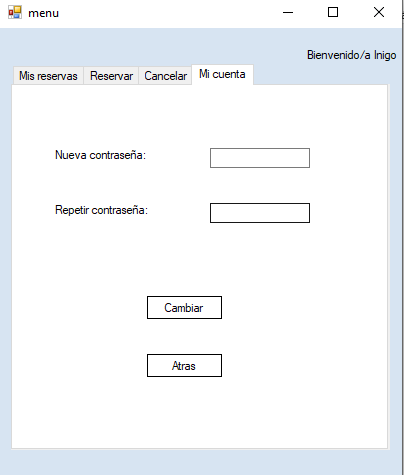 menu
Bienvenido/a Inigo
Mis reservas Reservar Cancelar Mi cuenta
Nueva contraseña:
Repetir contraseña:
Cambiar
Atras